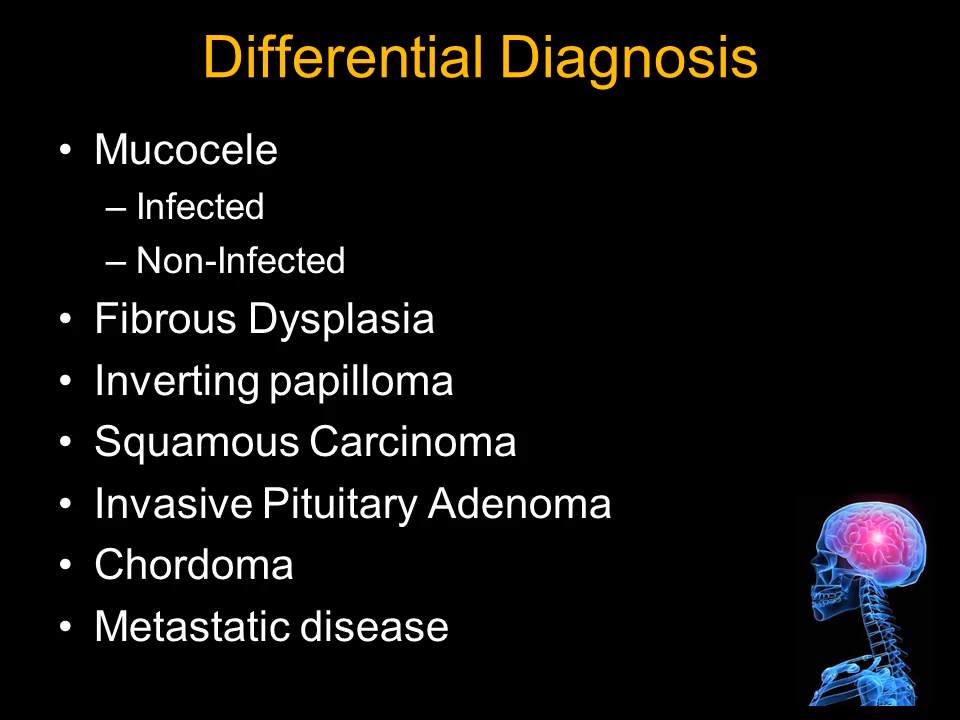 Differential Diagnosis
• Mucocele
– Infected
– Non-Infected
• Fibrous Dysplasia
• Inverting papilloma
• Squamous Carcinoma
• Invasive Pituitary Adenoma
• Chordoma
• Metastatic disease